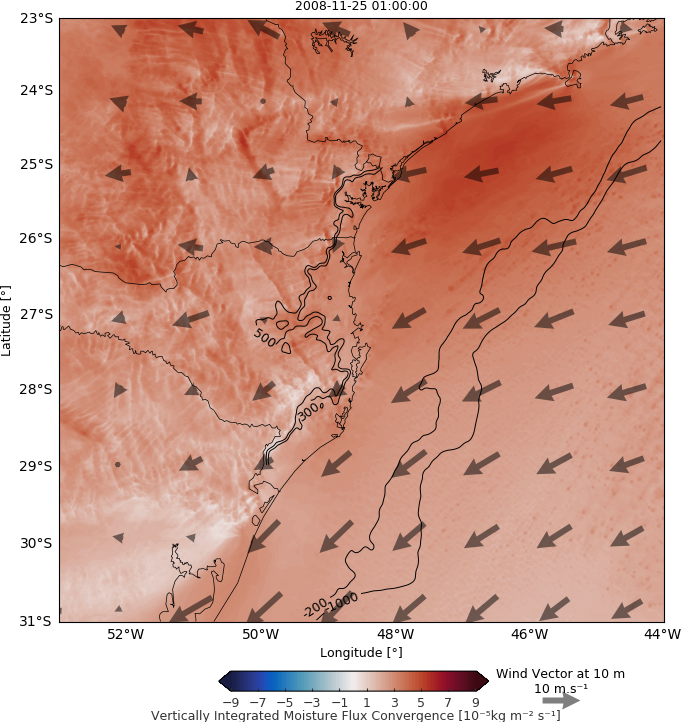 2008-11-25 01:00:00
23°S
24°S
25°S
26°S
27°S
28°S
29°S
30°S
31°S
Latitude [°]
500
300
-200
-1000
52°W 50°W 48°W 46°W 44°W
Longitude [°]
−9 −7 −5 −3 −1 1 3 5 7 9
Vertically Integrated Moisture Flux Convergence [10⁻⁵kg m⁻² s⁻¹]
Wind Vector at 10 m
10 m.s⁻¹